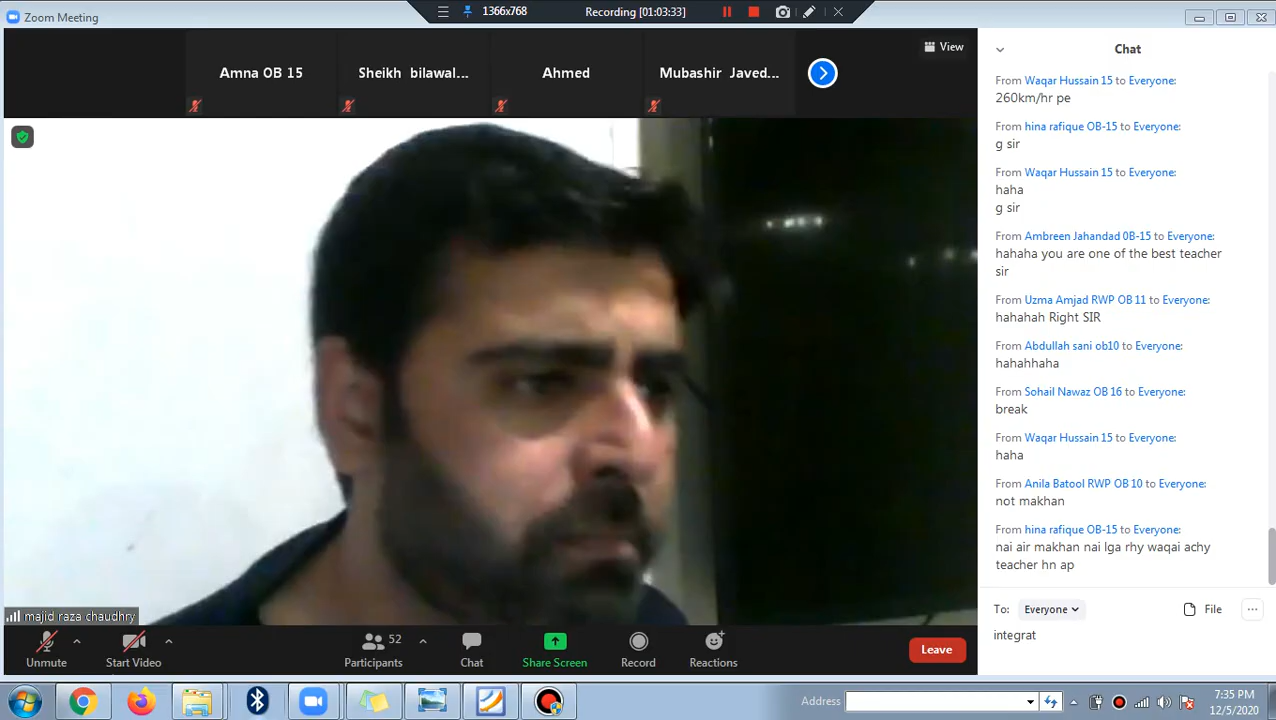 Zoom Meeting
1366x768
Recording [01:03:33]
Amna OB 15
Sheikh bilawal...
Ahmed
Mubashir Javed...
View
majid raza chaudhry
Unmute
Start Video
52
Participants
Chat
Share Screen
Record
Reactions
Leave
Chat
From Waqar Hussain 15 to Everyone:
260km/hr pe
From hina rafique OB-15 to Everyone:
g sir
From Waqar Hussain 15 to Everyone:
haha
g sir
From Ambreen Jahandad 0B-15 to Everyone:
hahaha you are one of the best teacher
sir
From Uzma Amjad RWP OB 11 to Everyone:
hahahah Right SIR
From Abdullah sani ob10 to Everyone:
hahahhaha
From Sohail Nawaz OB 16 to Everyone:
break
From Waqar Hussain 15 to Everyone:
haha
From Anila Batool RWP OB 10 to Everyone:
not makhan
From hina rafique OB-15 to Everyone:
nai air makhan nai lga rhy waqai achy
teacher hn ap
To: Everyone
File
integrat
Address
7:35 PM
12/5/2020